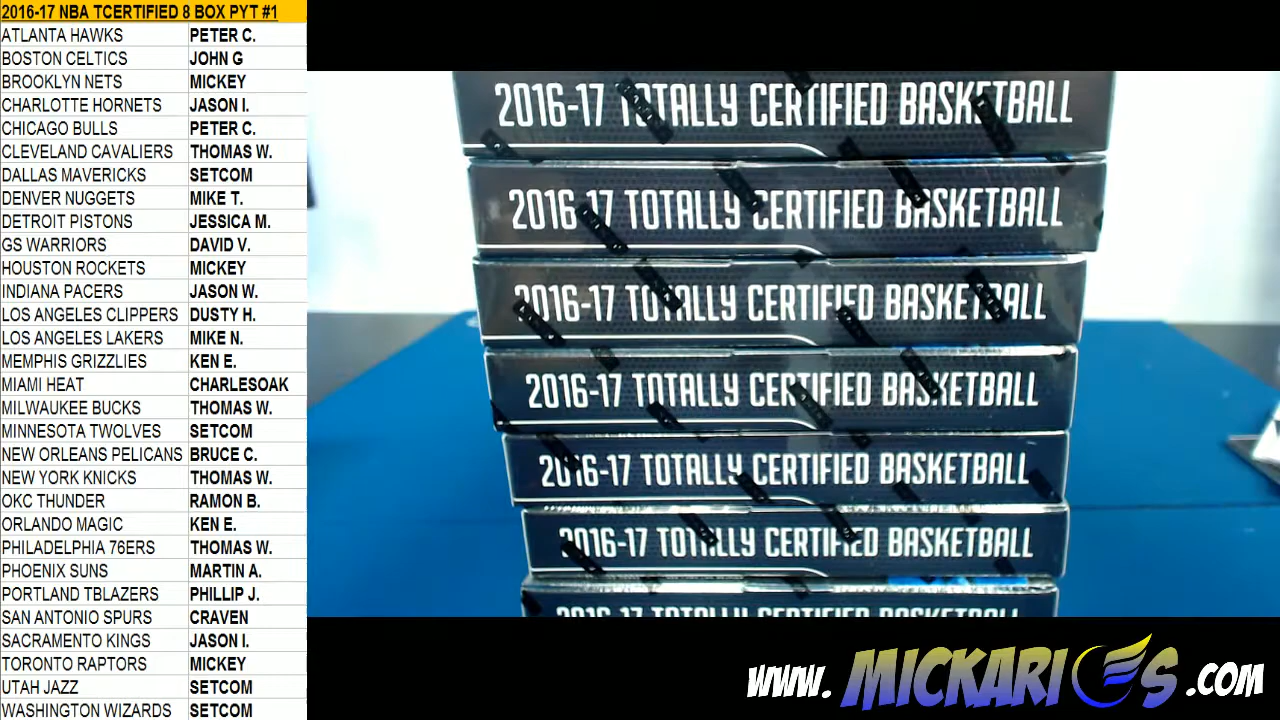 2016-17 NBA TCERTIFIED 8 BOX PYT #1
ATLANTA HAWKS PETER C.
BOSTON CELTICS JOHN G
BROOKLYN NETS MICKEY
CHARLOTTE HORNETS JASON I.
CHICAGO BULLS PETER C.
CLEVELAND CAVALIERS THOMAS W.
DALLAS MAVERICKS SETCOM
DENVER NUGGETS MIKE T.
DETROIT PISTONS JESSICA M.
GS WARRIORS DAVID V.
HOUSTON ROCKETS MICKEY
INDIANA PACERS JASON W.
LOS ANGELES CLIPPERS DUSTY H.
LOS ANGELES LAKERS MIKE N.
MEMPHIS GRIZZLIES KEN E.
MIAMI HEAT CHARLESOAK
MILWAUKEE BUCKS THOMAS W.
MINNESOTA TWOLVES SETCOM
NEW ORLEANS PELICANS BRUCE C.
NEW YORK KNICKS THOMAS W.
OKC THUNDER RAMON B.
ORLANDO MAGIC KEN E.
PHILADELPHIA 76ERS THOMAS W.
PHOENIX SUNS MARTIN A.
PORTLAND TBLAZERS PHILLIP J.
SAN ANTONIO SPURS CRAVEN
SACRAMENTO KINGS JASON I.
TORONTO RAPTORS MICKEY
UTAH JAZZ SETCOM
WASHINGTON WIZARDS SETCOM
2016-17 TOTALLY CERTIFIED BASKETBALL
2016-17 TOTALLY CERTIFIED BASKETBALL
2016-17 TOTALLY CERTIFIED BASKETBALL
2016-17 TOTALLY CERTIFIED BASKETBALL
2016-17 TOTALLY CERTIFIED BASKETBALL
2016-17 TOTALLY CERTIFIED BASKETBALL
2016-17 TOTALLY CERTIFIED BASKETBALL
www.MICKARIES.com